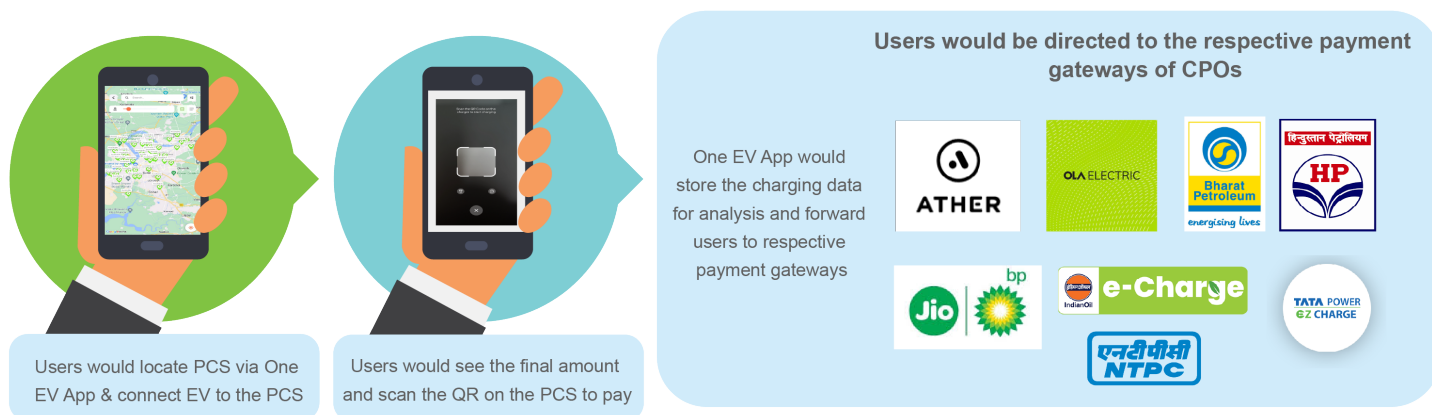 Users would locate PCS via One
EV App & connect EV to the PCS
Users would see the final amount
and scan the QR on the PCS to pay
Users would be directed to the respective payment
gateways of CPOs
One EV App would
store the charging data
for analysis and forward
users to respective
payment gateways
ATHER
OLA ELECTRIC
Bharat
Petroleum
energising lives
हिन्दुस्तान पेट्रोलियम
HP
Jio
bp
IndianOil
e-Charge
TATA POWER
EZ CHARGE
एनटीपीसी
NTPC